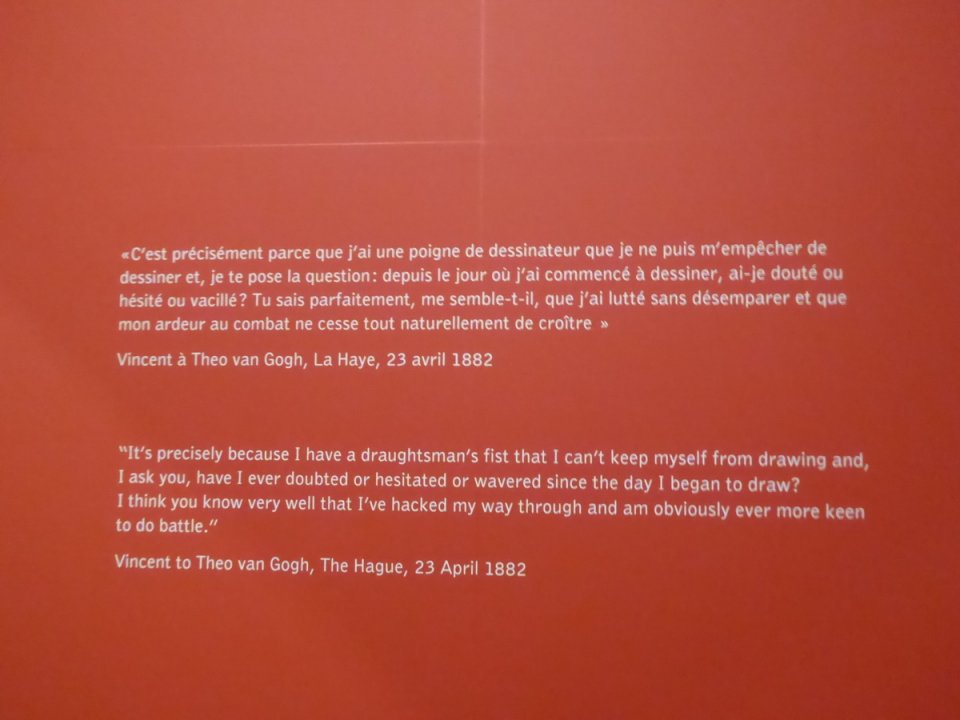 «C'est précisément parce que j'ai une poigne de dessinateur que je ne puis m'empêcher de
dessiner et, je te pose la question: depuis le jour où j'ai commencé à dessiner, ai-je douté ou
hésité ou vacillé? Tu sais parfaitement, me semble-t-il, que j'ai lutté sans désemparer et que
mon ardeur au combat ne cesse tout naturellement de croître »
Vincent à Theo van Gogh, La Haye, 23 avril 1882
"It's precisely because I have a draughtsman's fist that I can't keep myself from drawing and,
I ask you, have I ever doubted or hesitated or wavered since the day I began to draw?
I think you know very well that I've hacked my way through and am obviously ever more keen
to do battle."
Vincent to Theo van Gogh, The Hague, 23 April 1882